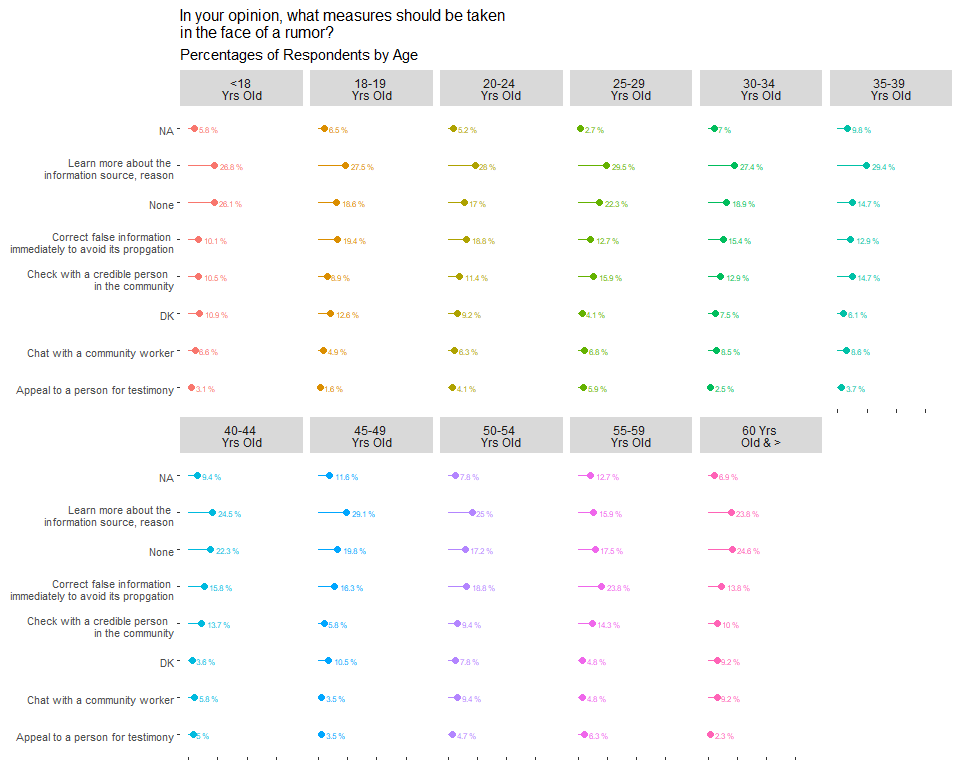 In your opinion, what measures should be taken
in the face of a rumor?
Percentages of Respondents by Age
<18 18-19 20-24 25-29 30-34 35-39
Yrs Old Yrs Old Yrs Old Yrs Old Yrs Old Yrs Old
NA 5.8 % 6.5 % 5.2 % 2.7 % 7 % 9.8 %
Learn more about the
information source, reason 26.8 % 27.5 % 28 % 29.5 % 27.4 % 29.4 %
None 26.1 % 18.6 % 17 % 22.3 % 18.9 % 14.7 %
Correct false information
immediately to avoid its propgation 10.1 % 19.4 % 18.8 % 12.7 % 15.4 % 12.9 %
Check with a credible person
in the community 10.5 % 8.9 % 11.4 % 15.9 % 12.9 % 14.7 %
DK 10.9 % 12.6 % 9.2 % 4.1 % 7.5 % 6.1 %
Chat with a community worker 6.6 % 4.9 % 6.3 % 6.8 % 8.5 % 8.6 %
Appeal to a person for testimony 3.1 % 1.6 % 4.1 % 5.9 % 2.5 % 3.7 %
40-44 45-49 50-54 55-59 60 Yrs
Yrs Old Yrs Old Yrs Old Yrs Old Old & >
NA 9.4 % 11.6 % 7.8 % 12.7 % 6.9 %
Learn more about the
information source, reason 24.5 % 29.1 % 25 % 15.9 % 23.8 %
None 22.3 % 19.8 % 17.2 % 17.5 % 24.6 %
Correct false information
immediately to avoid its propgation 15.8 % 16.3 % 18.8 % 23.8 % 13.8 %
Check with a credible person
in the community 13.7 % 5.8 % 9.4 % 14.3 % 10 %
DK 3.6 % 10.5 % 7.8 % 4.8 % 9.2 %
Chat with a community worker 5.8 % 3.5 % 9.4 % 4.8 % 9.2 %
Appeal to a person for testimony 5 % 3.5 % 4.7 % 6.3 % 2.3 %